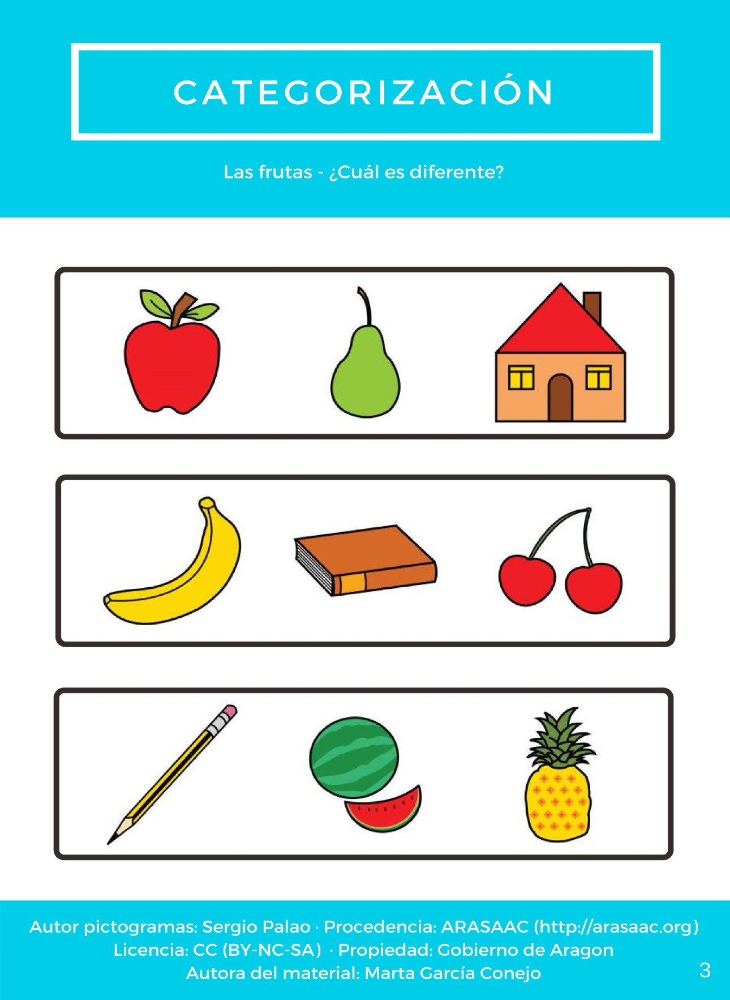 CATEGORIZACIÓN
Las frutas - ¿Cuál es diferente?
Autor pictogramas: Sergio Palao · Procedencia: ARASAAC (http://arasaac.org)
Licencia: CC (BY-NC-SA) · Propiedad: Gobierno de Aragon
Autora del material: Marta García Conejo
3